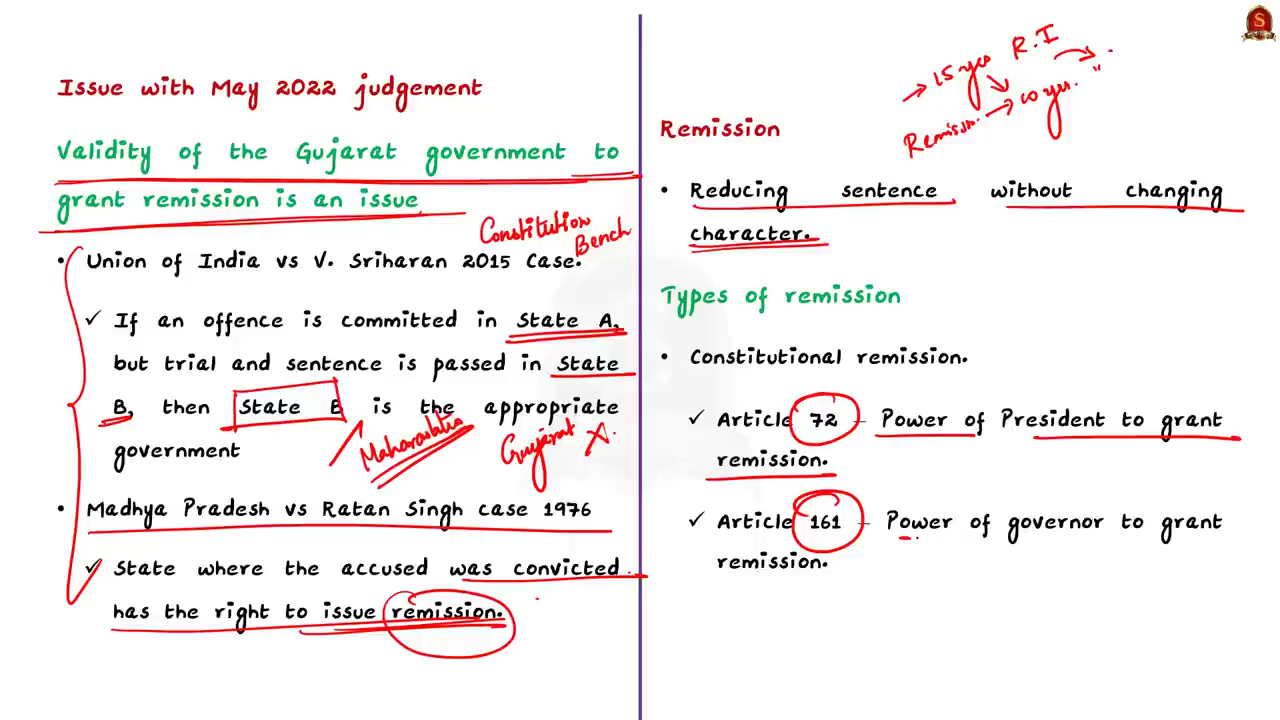 Issue with May 2022 judgement
Validity of the Gujarat government to
grant remission is an issue
Constitution
Bench
• Union of India vs V. Sriharan 2015 Case.
✓ If an offence is committed in State A,
but trial and sentence is passed in State
B, then State B is the appropriate
government
Maharashtra
Gujarat X
• Madhya Pradesh vs Ratan Singh case 1976
✓ State where the accused was convicted
has the right to issue remission.
→ 15 yrs R.I
Remission → 10 yrs. "
Remission
• Reducing sentence without changing
character.
Types of remission
• Constitutional remission.
✓ Article 72 – Power of President to grant
remission.
✓ Article 161 – Power of governor to grant
remission.
S